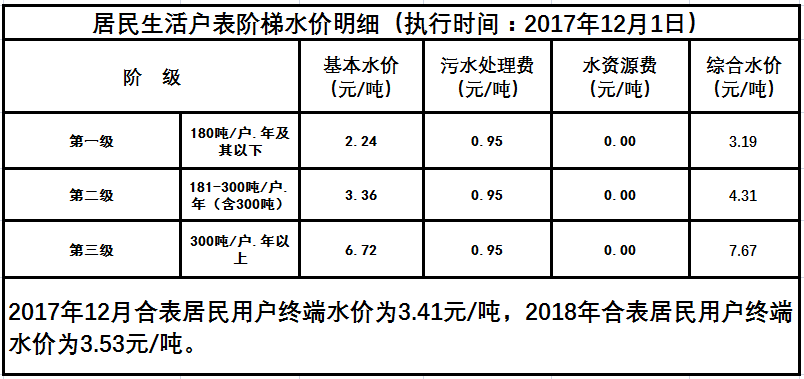 居民生活户表阶梯水价明细（执行时间：2017年12月1日）
阶 级
基本水价
（元/吨）
污水处理费
（元/吨）
水资源费
（元/吨）
综合水价
（元/吨）
第一级
180吨/户.年及
其以下
2.24
0.95
0.00
3.19
第二级
181-300吨/户.
年（含300吨）
3.36
0.95
0.00
4.31
第三级
300吨/户.年以
上
6.72
0.95
0.00
7.67
2017年12月合表居民用户终端水价为3.41元/吨，2018年合表居民用户终端
水价为3.53元/吨。